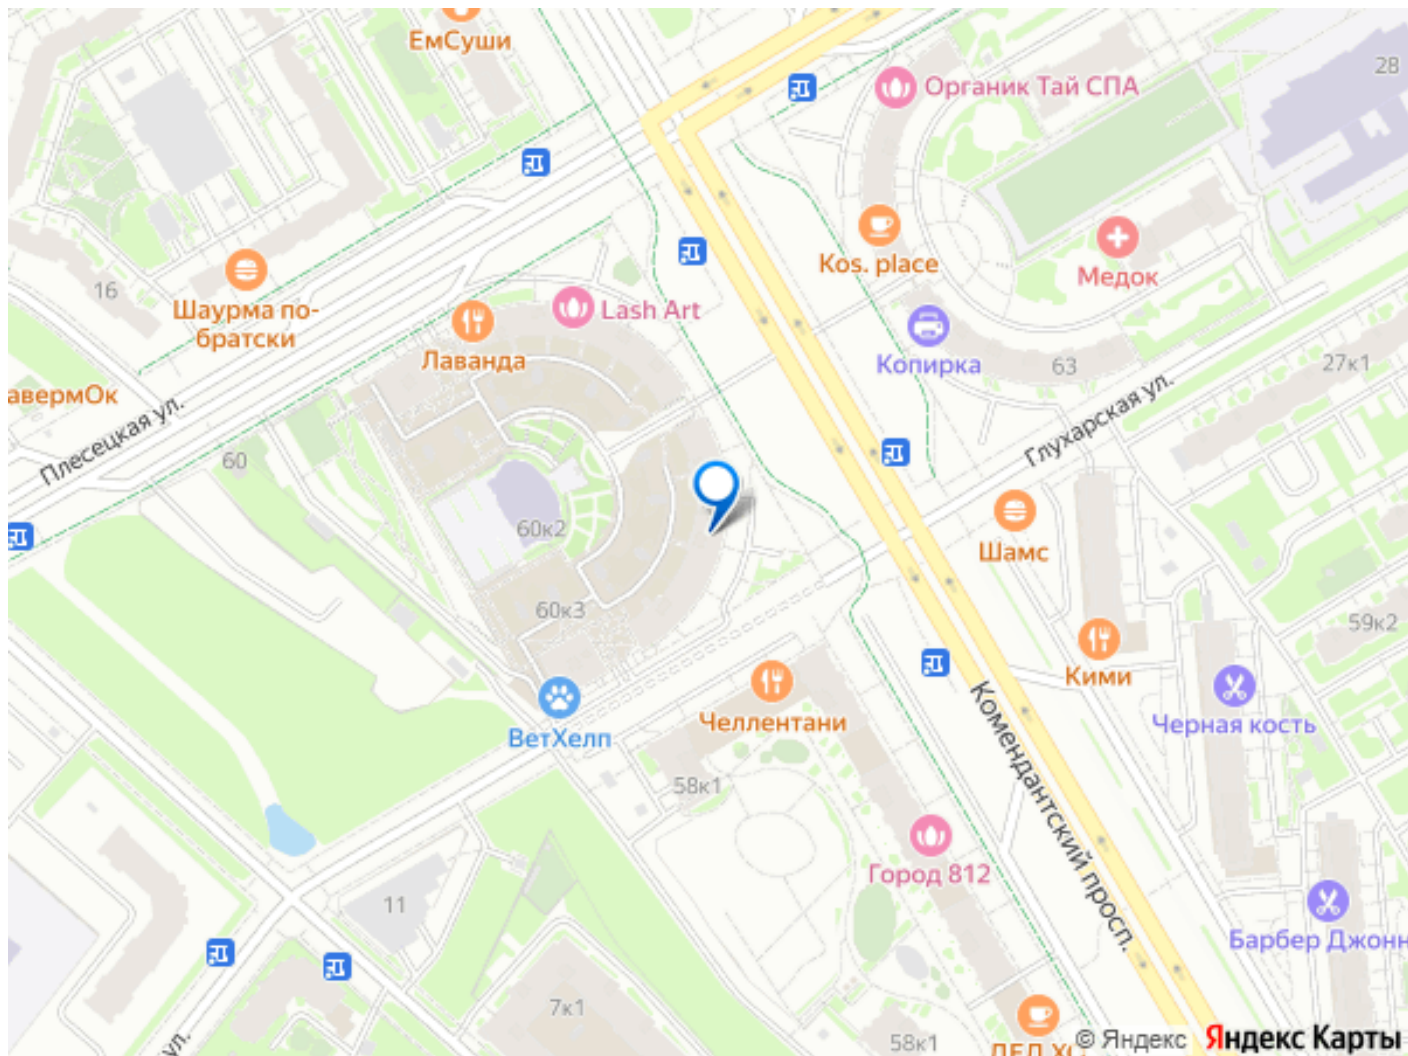 ЕмСуши
28
Органик Тай СПА
Kos. place
Медок
16
Шаурма по-
братски
Lash Art
Лаванда
Копирка
63
27к1
авермОк
Плесецкая ул.
60
Глухарская ул.
60к2
Шамс
60к3
59к2
Кими
Челлентани
Черная кость
ВетХелп
Комендантский просп.
58к1
Город 812
11
Барбер Джонн
7к1
58к1
© Яндекс
Яндекс Карты
ул.